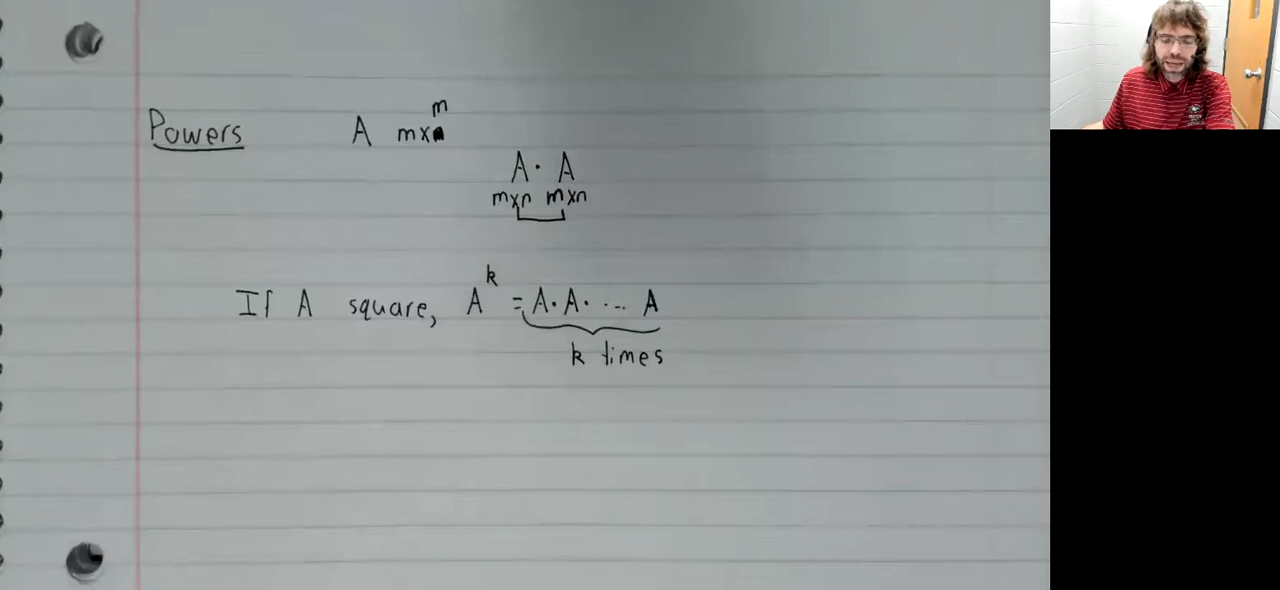 Powers A m×m
A · A
m×n m×n
If A square, A^k = A·A· ... A
k times